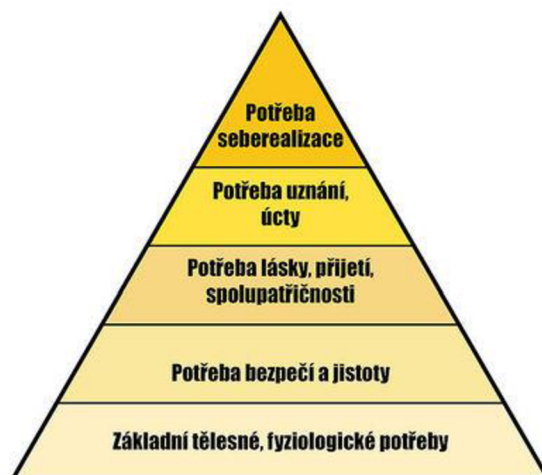 Potřeba
seberealizace
Potřeba uznání,
úcty
Potřeba lásky, přijetí,
spolupatřičnosti
Potřeba bezpečí a jistoty
Základní tělesné, fyziologické potřeby